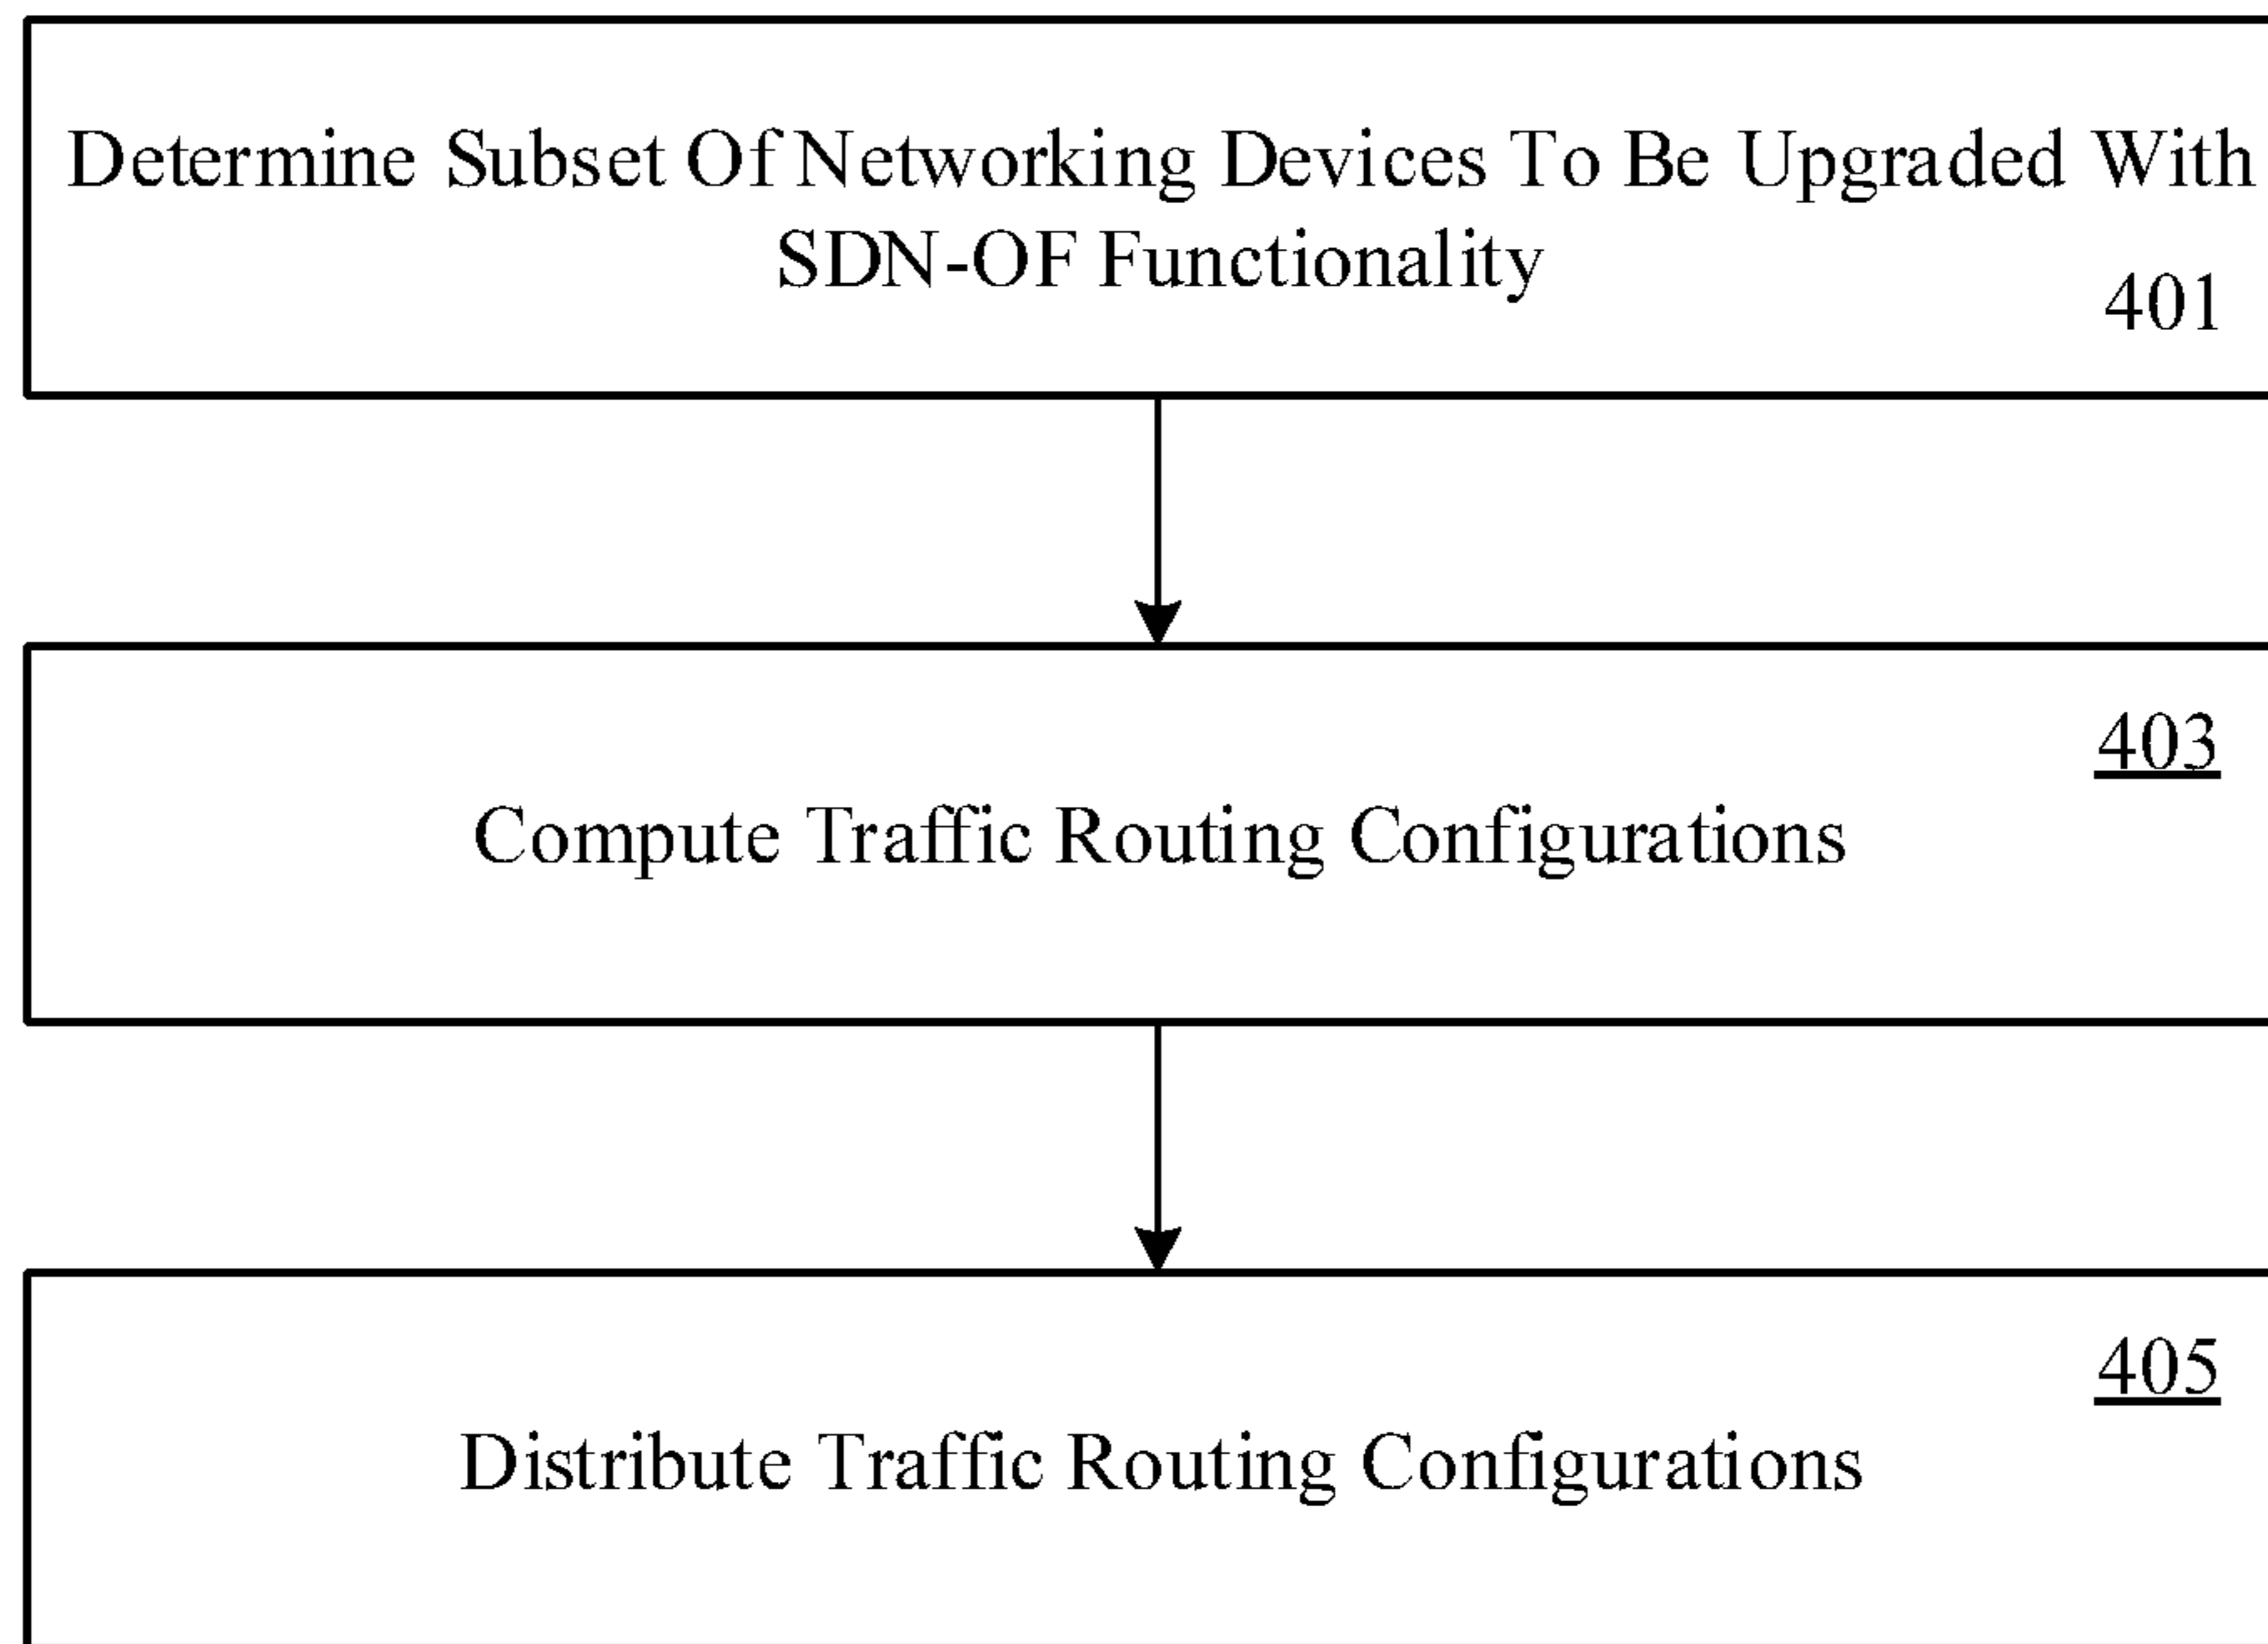 Determine Subset Of Networking Devices To Be Upgraded With
SDN-OF Functionality
401
403
Compute Traffic Routing Configurations
405
Distribute Traffic Routing Configurations